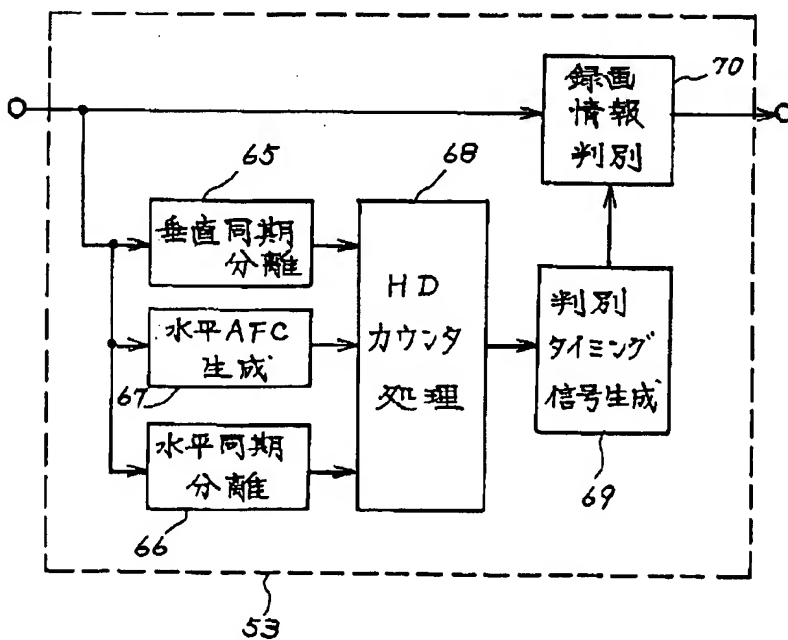 録画
情報
判別
70
65
垂直同期
分離
68
HD
カウンタ
処理
水平AFC
生成
67
判別
タイミング
信号生成
69
水平同期
分離
66
53